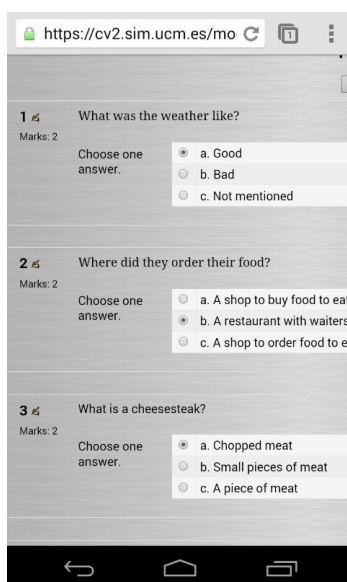 https://cv2.sim.ucm.es/mo
1
1 What was the weather like?
Marks: 2
Choose one answer.
a. Good
b. Bad
c. Not mentioned
2 Where did they order their food?
Marks: 2
Choose one answer.
a. A shop to buy food to eat
b. A restaurant with waiters
c. A shop to order food to e
3 What is a cheesesteak?
Marks: 2
Choose one answer.
a. Chopped meat
b. Small pieces of meat
c. A piece of meat